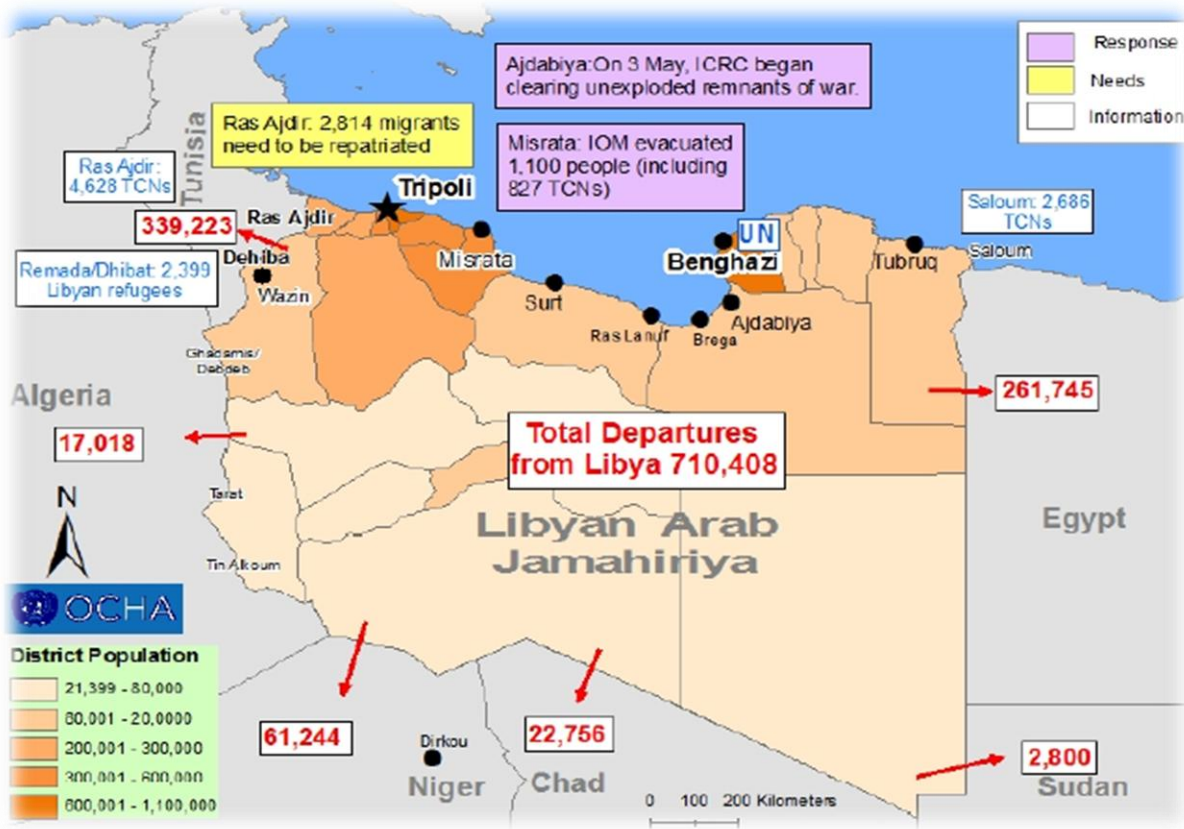 Response
Needs
Information
Ajdabiya:On 3 May, ICRC began
clearing unexploded remnants of war.
Ras Ajdir: 2,814 migrants
need to be repatriated
Misrata: IOM evacuated
1,100 people (including
827 TCNs)
Tunisia
Ras Ajdir:
4,628 TCNs
Tripoli
Ras Ajdir
339,223
Saloum: 2,686
TCNs
UN
Benghazi
Misrata
Tubruq
Saloum
Dehiba
Remada/Dhibat: 2,399
Libyan refugees
Wazin
Surt
Ras Lanuf
Brega
Ajdabiya
Ghadamis/
Debdeb
Algeria
261,745
17,018
Total Departures
from Libya 710,408
Tarat
N
Libyan Arab
Jamahiriya
Egypt
Tin Alkoum
OCHA
District Population
21,399 - 80,000
80,001 - 20,0000
200,001 - 300,000
300,001 - 600,000
600,001 - 1,100,000
61,244
22,756
2,800
Dirkou
Niger
Chad
Sudan
0 100 200 Kilometers